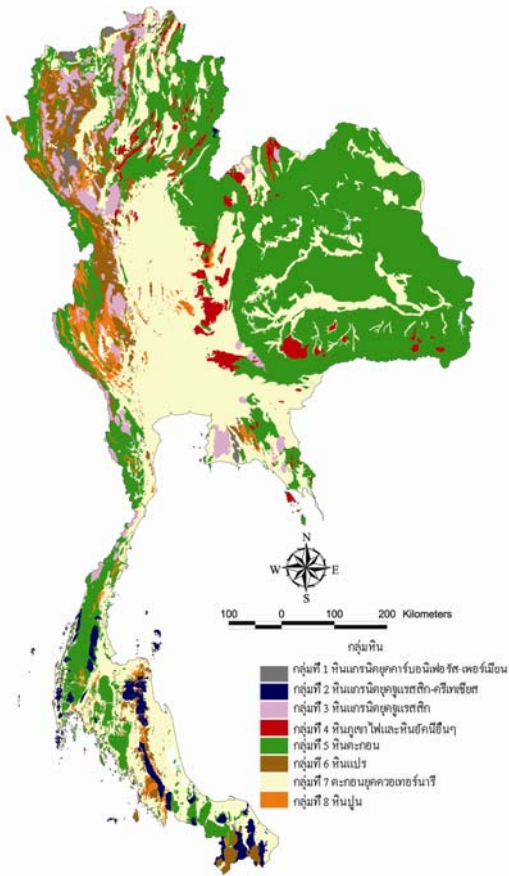 N
W E
S
100 0 100 200 Kilometers
กลุ่มหิน
กลุ่มที่ 1 หินแกรนิตยุคคาร์บอนิเฟอรัส-เพอร์เมียน
กลุ่มที่ 2 หินแกรนิตยุคจูแรสสิก-ครีเทเชียส
กลุ่มที่ 3 หินแกรนิตยุคจูแรสสิก
กลุ่มที่ 4 หินภูเขาไฟและหินอัคนีอื่นๆ
กลุ่มที่ 5 หินตะกอน
กลุ่มที่ 6 หินแปร
กลุ่มที่ 7 ตะกอนยุคควอเทอร์นารี
กลุ่มที่ 8 หินปูน